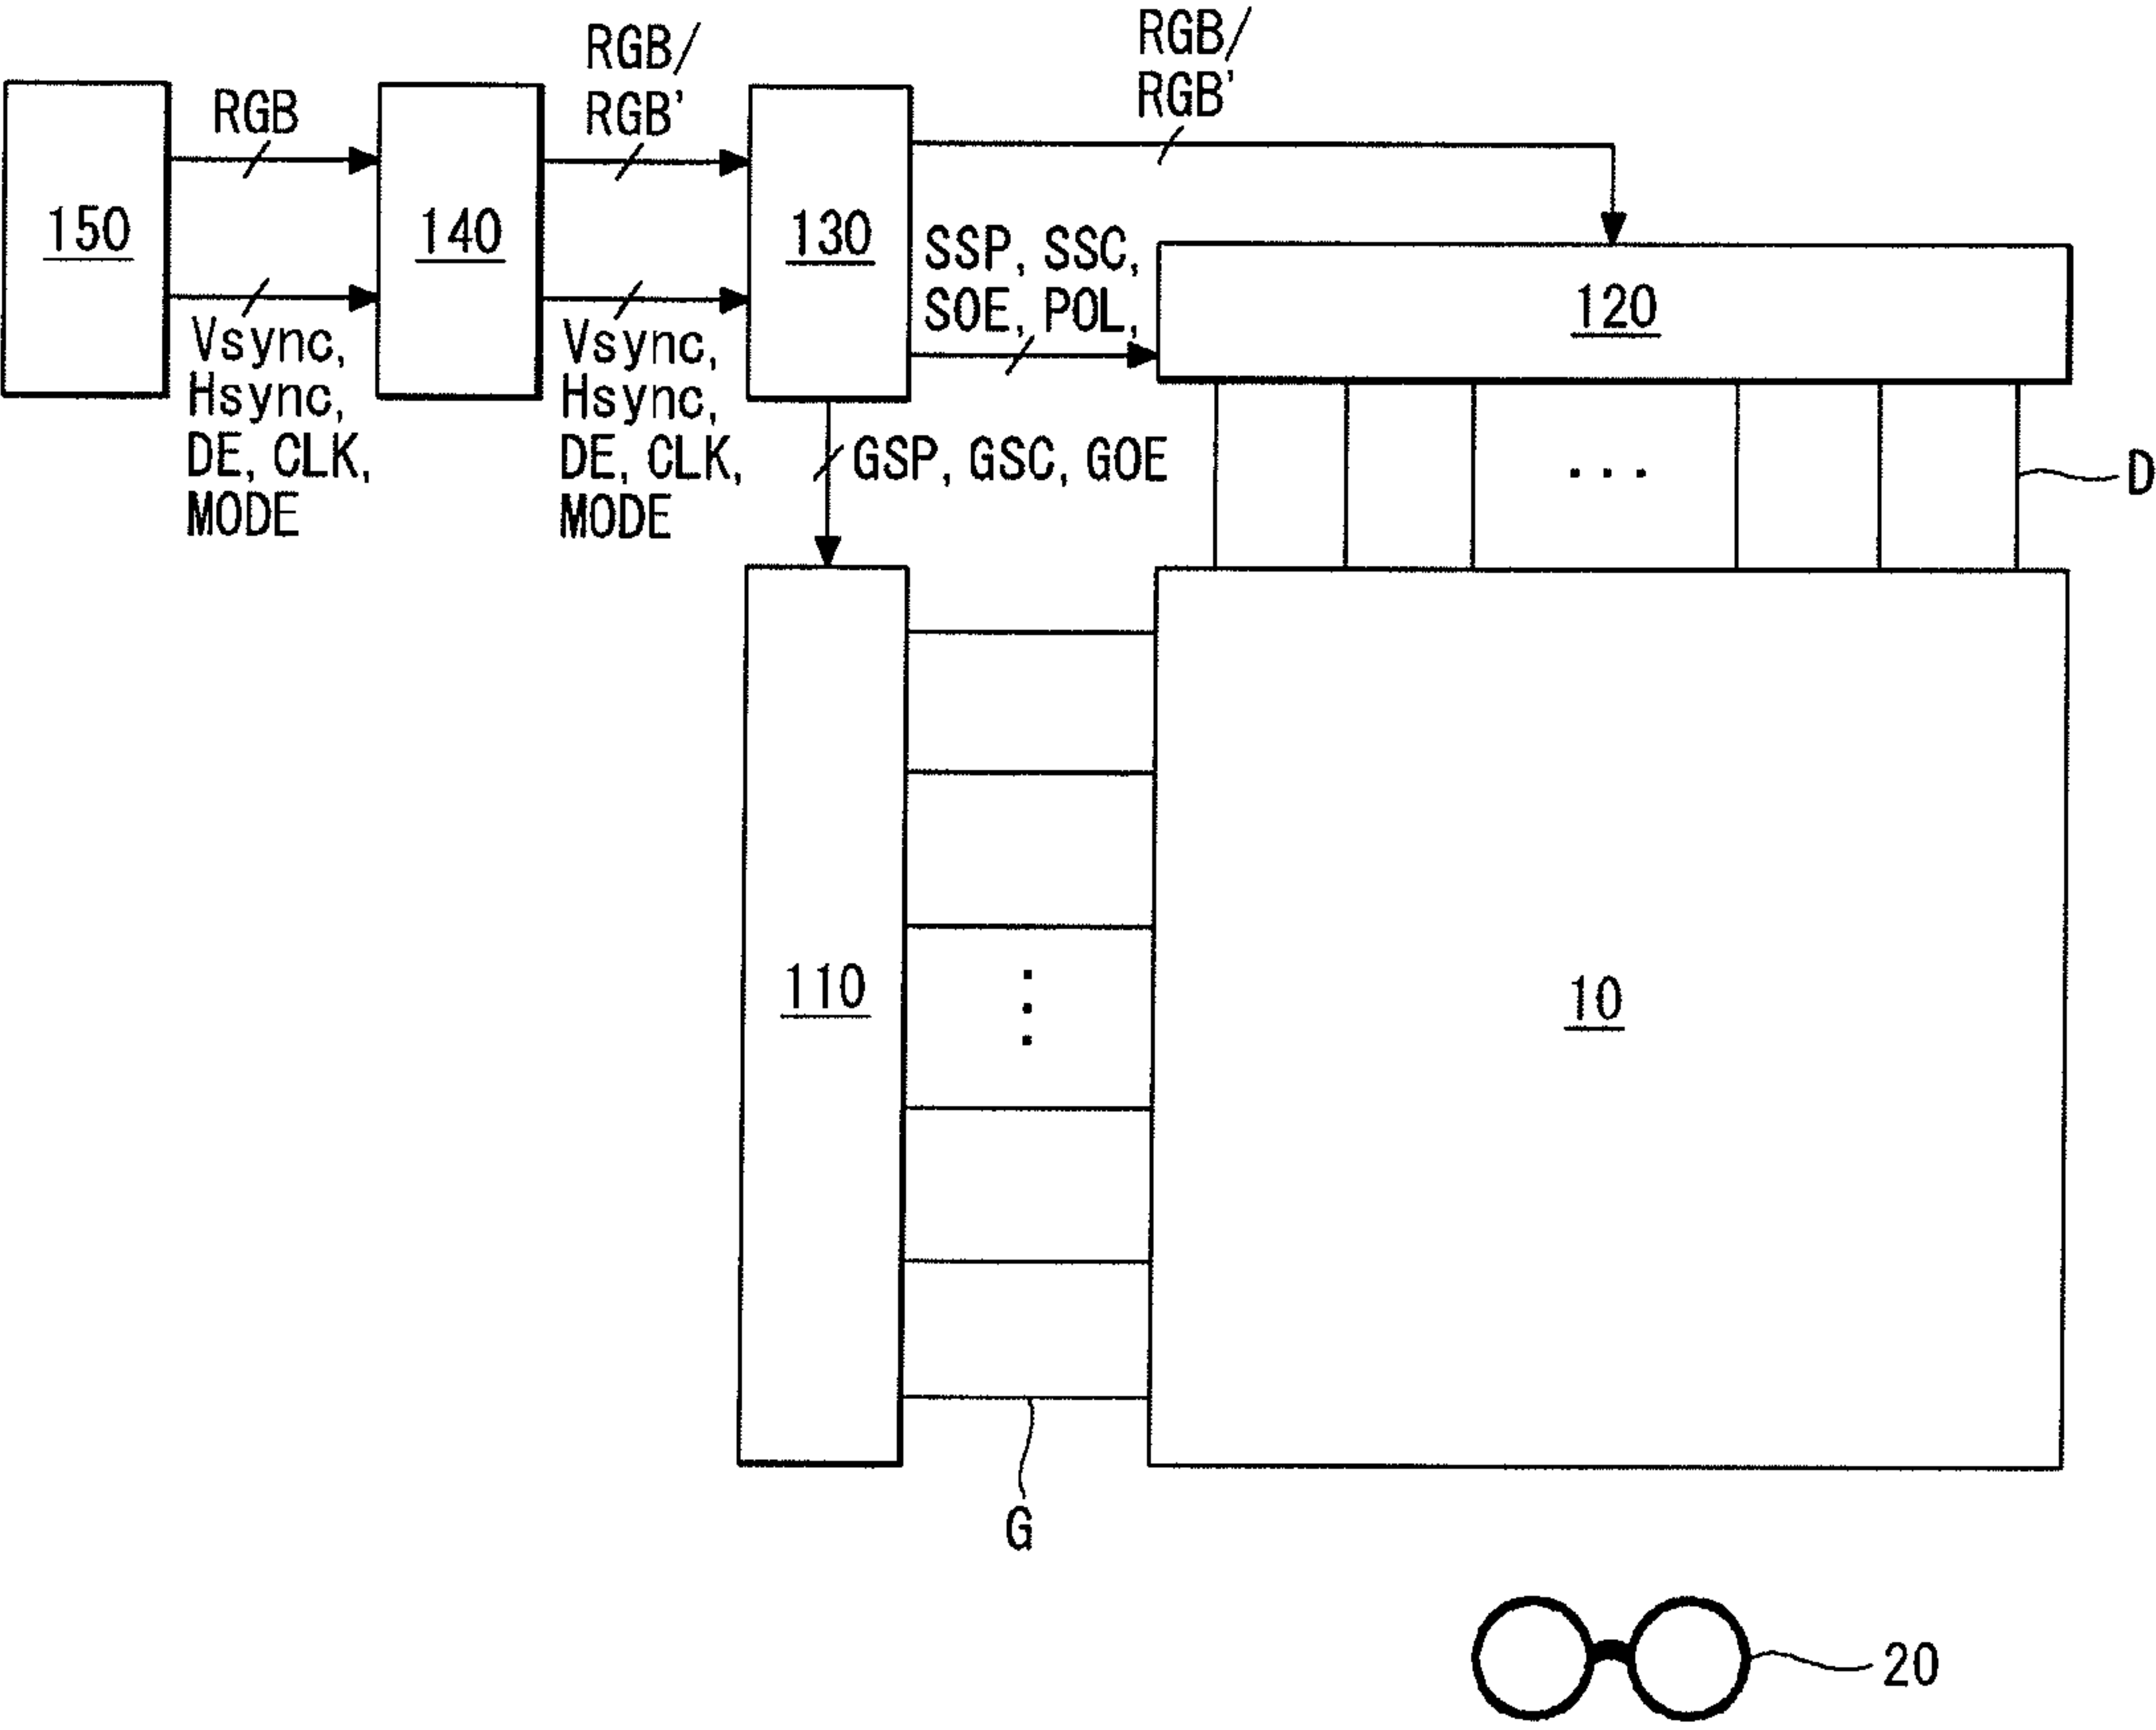 RGB/
RGB'
RGB/
RGB'
RGB
150
140
130
SSP, SSC,
SOE, POL,
120
Vsync,
Hsync,
DE, CLK,
MODE
Vsync,
Hsync,
DE, CLK,
MODE
GSP, GSC, GOE
...
D
110
10
G
20